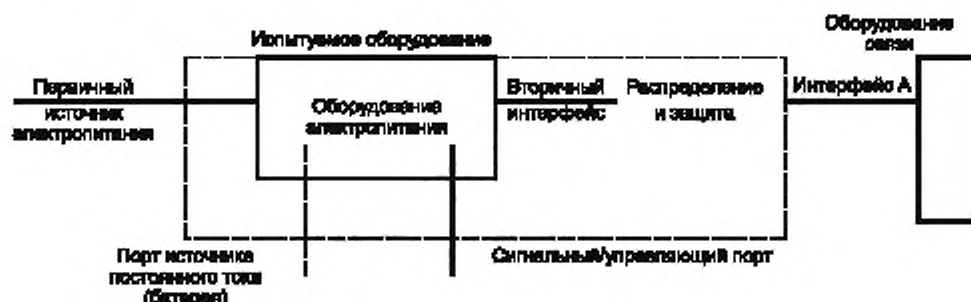 Оборудование
связи
Испытуемое оборудование
Первичный
источник
электропитания
Оборудование
электропитания
Вторичный
интерфейс
Распределение
и защита
Интерфейс А
Порт источника
постоянного тока
(батарея)
Сигнальный/управляющий порт